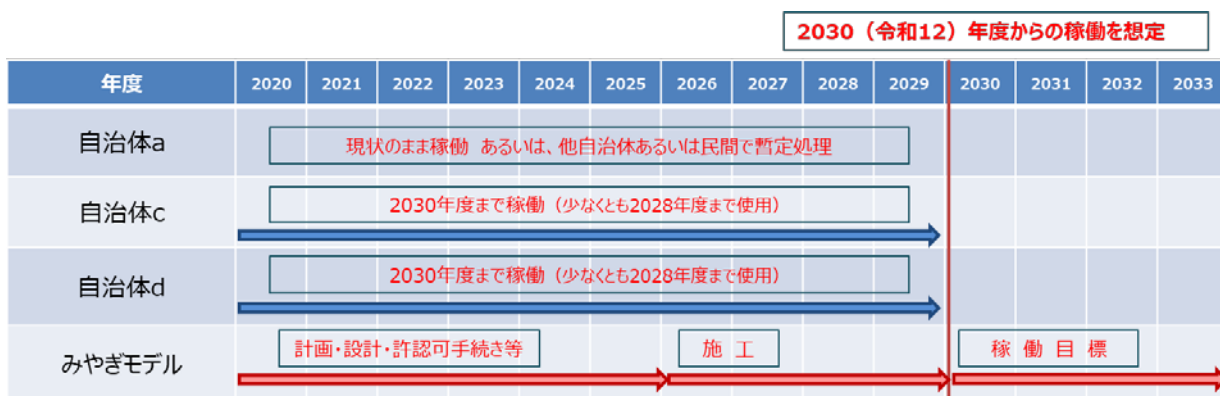 2030（令和12）年度からの稼働を想定
年度 2020 2021 2022 2023 2024 2025 2026 2027 2028 2029 2030 2031 2032 2033
自治体a
現状のまま稼働 あるいは、他自治体あるいは民間で暫定処理
自治体c
2030年度まで稼働（少なくとも2028年度まで使用）
自治体d
2030年度まで稼働（少なくとも2028年度まで使用）
みやぎモデル
計画・設計・許認可手続き等
施 工
稼 働 目 標